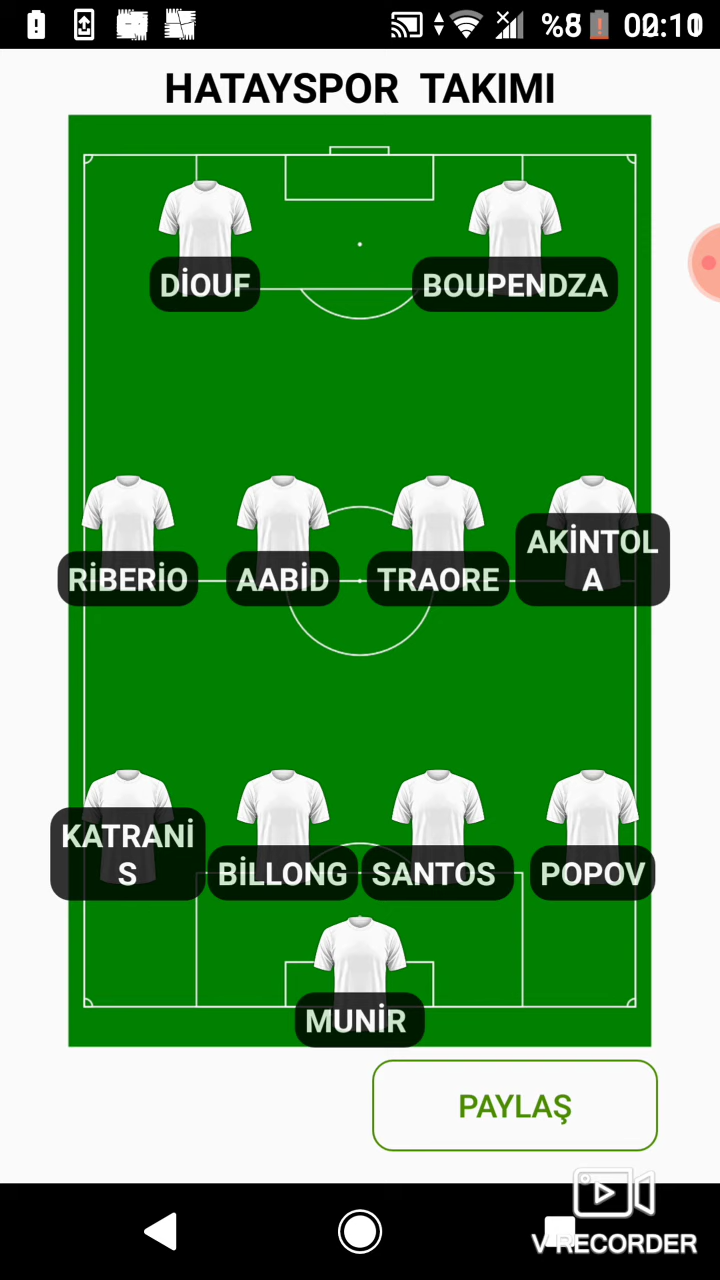 %8 02:10
HATAYSPOR TAKIMI
DİOUF
BOUPENDZA
RİBERİO
AABİD
TRAORE
AKİNTOL
A
KATRANİ
S
BİLLONG
SANTOS
POPOV
MUNİR
PAYLAŞ
V RECORDER